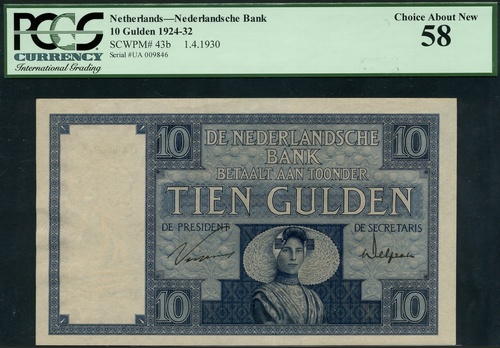 PCGS
CURRENCY
International Grading
Netherlands—Nederlandsche Bank
10 Gulden 1924-32
SCWPM# 43b 1.4.1930
Serial #UA 009846
Choice About New
58
10
10
DE NEDERLANDSCHE
BANK
BETAALT AAN TOONDER
TIEN GULDEN
DE PRESIDENT
DE SECRETARIS
10
10